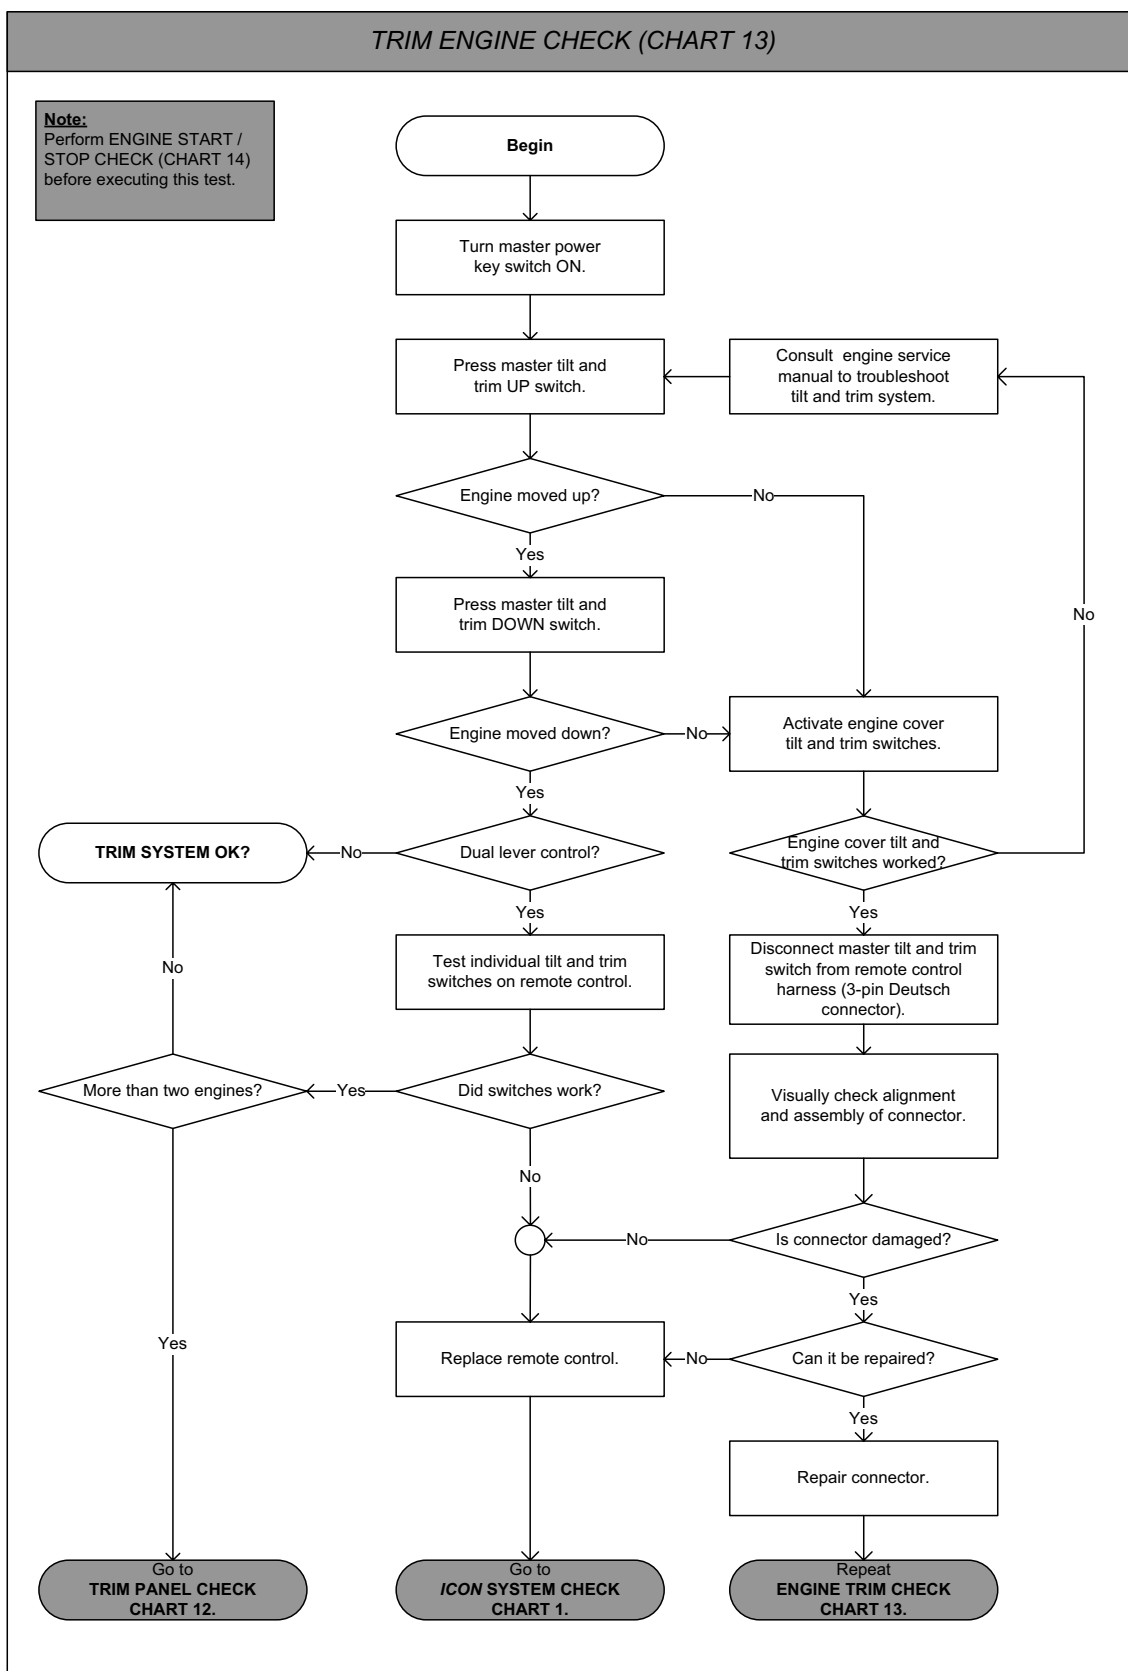 TRIM ENGINE CHECK (CHART 13)
Note:
Perform ENGINE START /
STOP CHECK (CHART 14)
before executing this test.
Begin
Turn master power
key switch ON.
Press master tilt and
trim UP switch.
Consult engine service
manual to troubleshoot
tilt and trim system.
Engine moved up?
No
Yes
Press master tilt and
trim DOWN switch.
No
Engine moved down?
No
Activate engine cover
tilt and trim switches.
Yes
TRIM SYSTEM OK?
No
Dual lever control?
Engine cover tilt and
trim switches worked?
Yes
Yes
Test individual tilt and trim
switches on remote control.
Disconnect master tilt and trim
switch from remote control
harness (3-pin Deutsch
connector).
No
More than two engines?
Yes
Did switches work?
Visually check alignment
and assembly of connector.
No
No
Is connector damaged?
Yes
Yes
Replace remote control.
No
Can it be repaired?
Yes
Repair connector.
Go to
TRIM PANEL CHECK
CHART 12.
Go to
ICON SYSTEM CHECK
CHART 1.
Repeat
ENGINE TRIM CHECK
CHART 13.